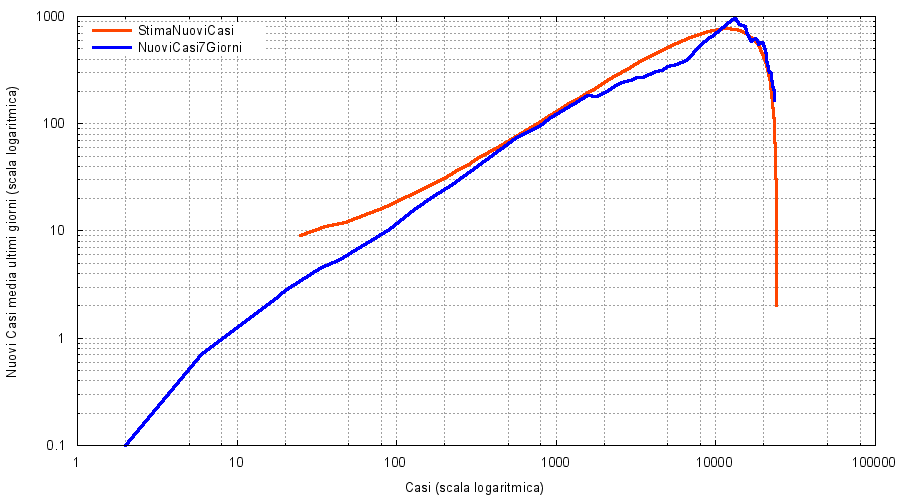 1000
StimaNuoviCasi
NuoviCasi7Giorni
100
10
1
0.1
Nuovi Casi media ultimi giorni (scala logaritmica)
1 10 100 1000 10000 100000
Casi (scala logaritmica)